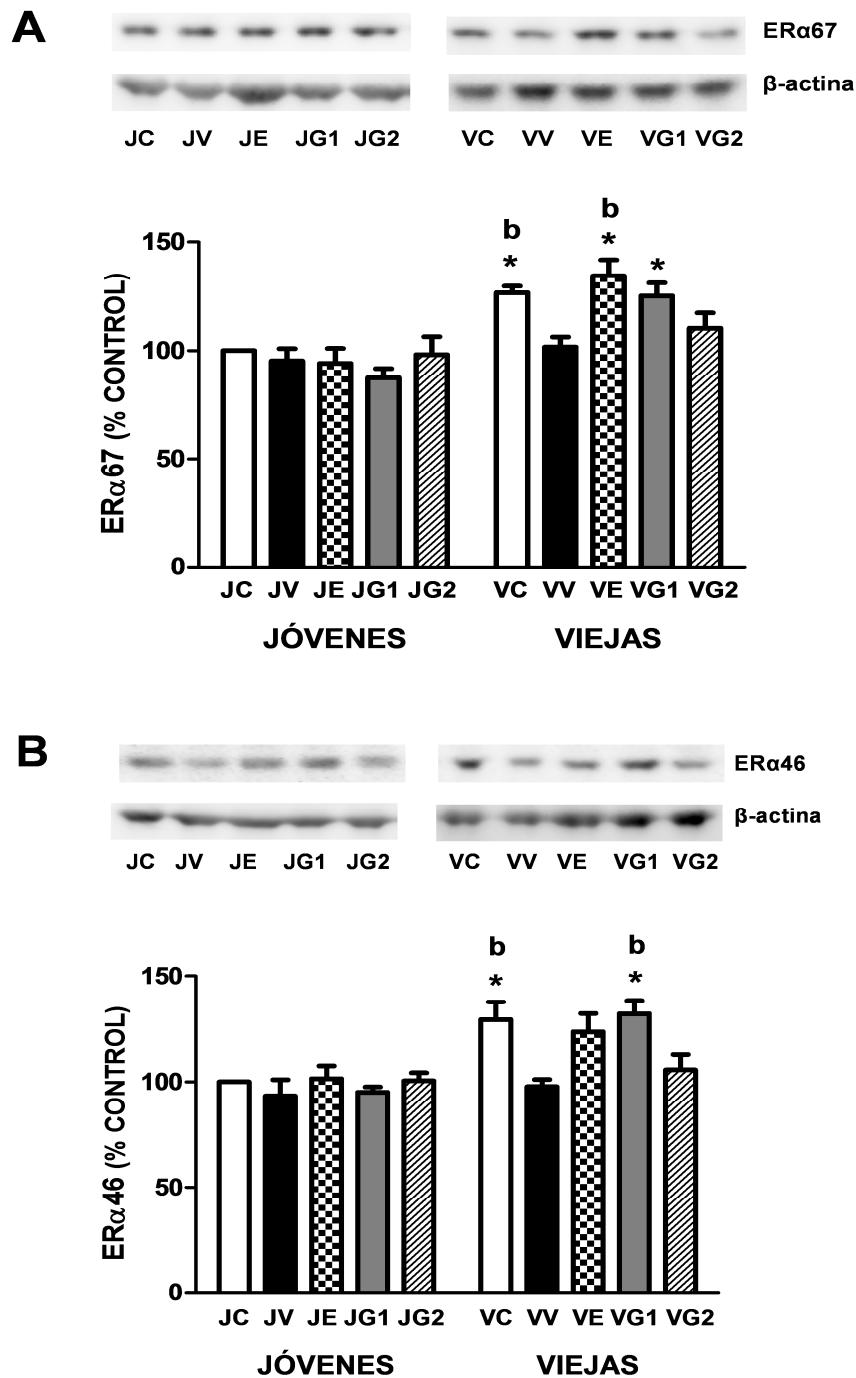 A
ERα67
β-actina
JC JV JE JG1 JG2 VC VV VE VG1 VG2
b b
* * *
150
100
50
0
ERα67 (% CONTROL)
JC JV JE JG1 JG2 VC VV VE VG1 VG2
JÓVENES VIEJAS
B
ERα46
β-actina
JC JV JE JG1 JG2 VC VV VE VG1 VG2
b b
* *
150
100
50
0
ERα46 (% CONTROL)
JC JV JE JG1 JG2 VC VV VE VG1 VG2
JÓVENES VIEJAS